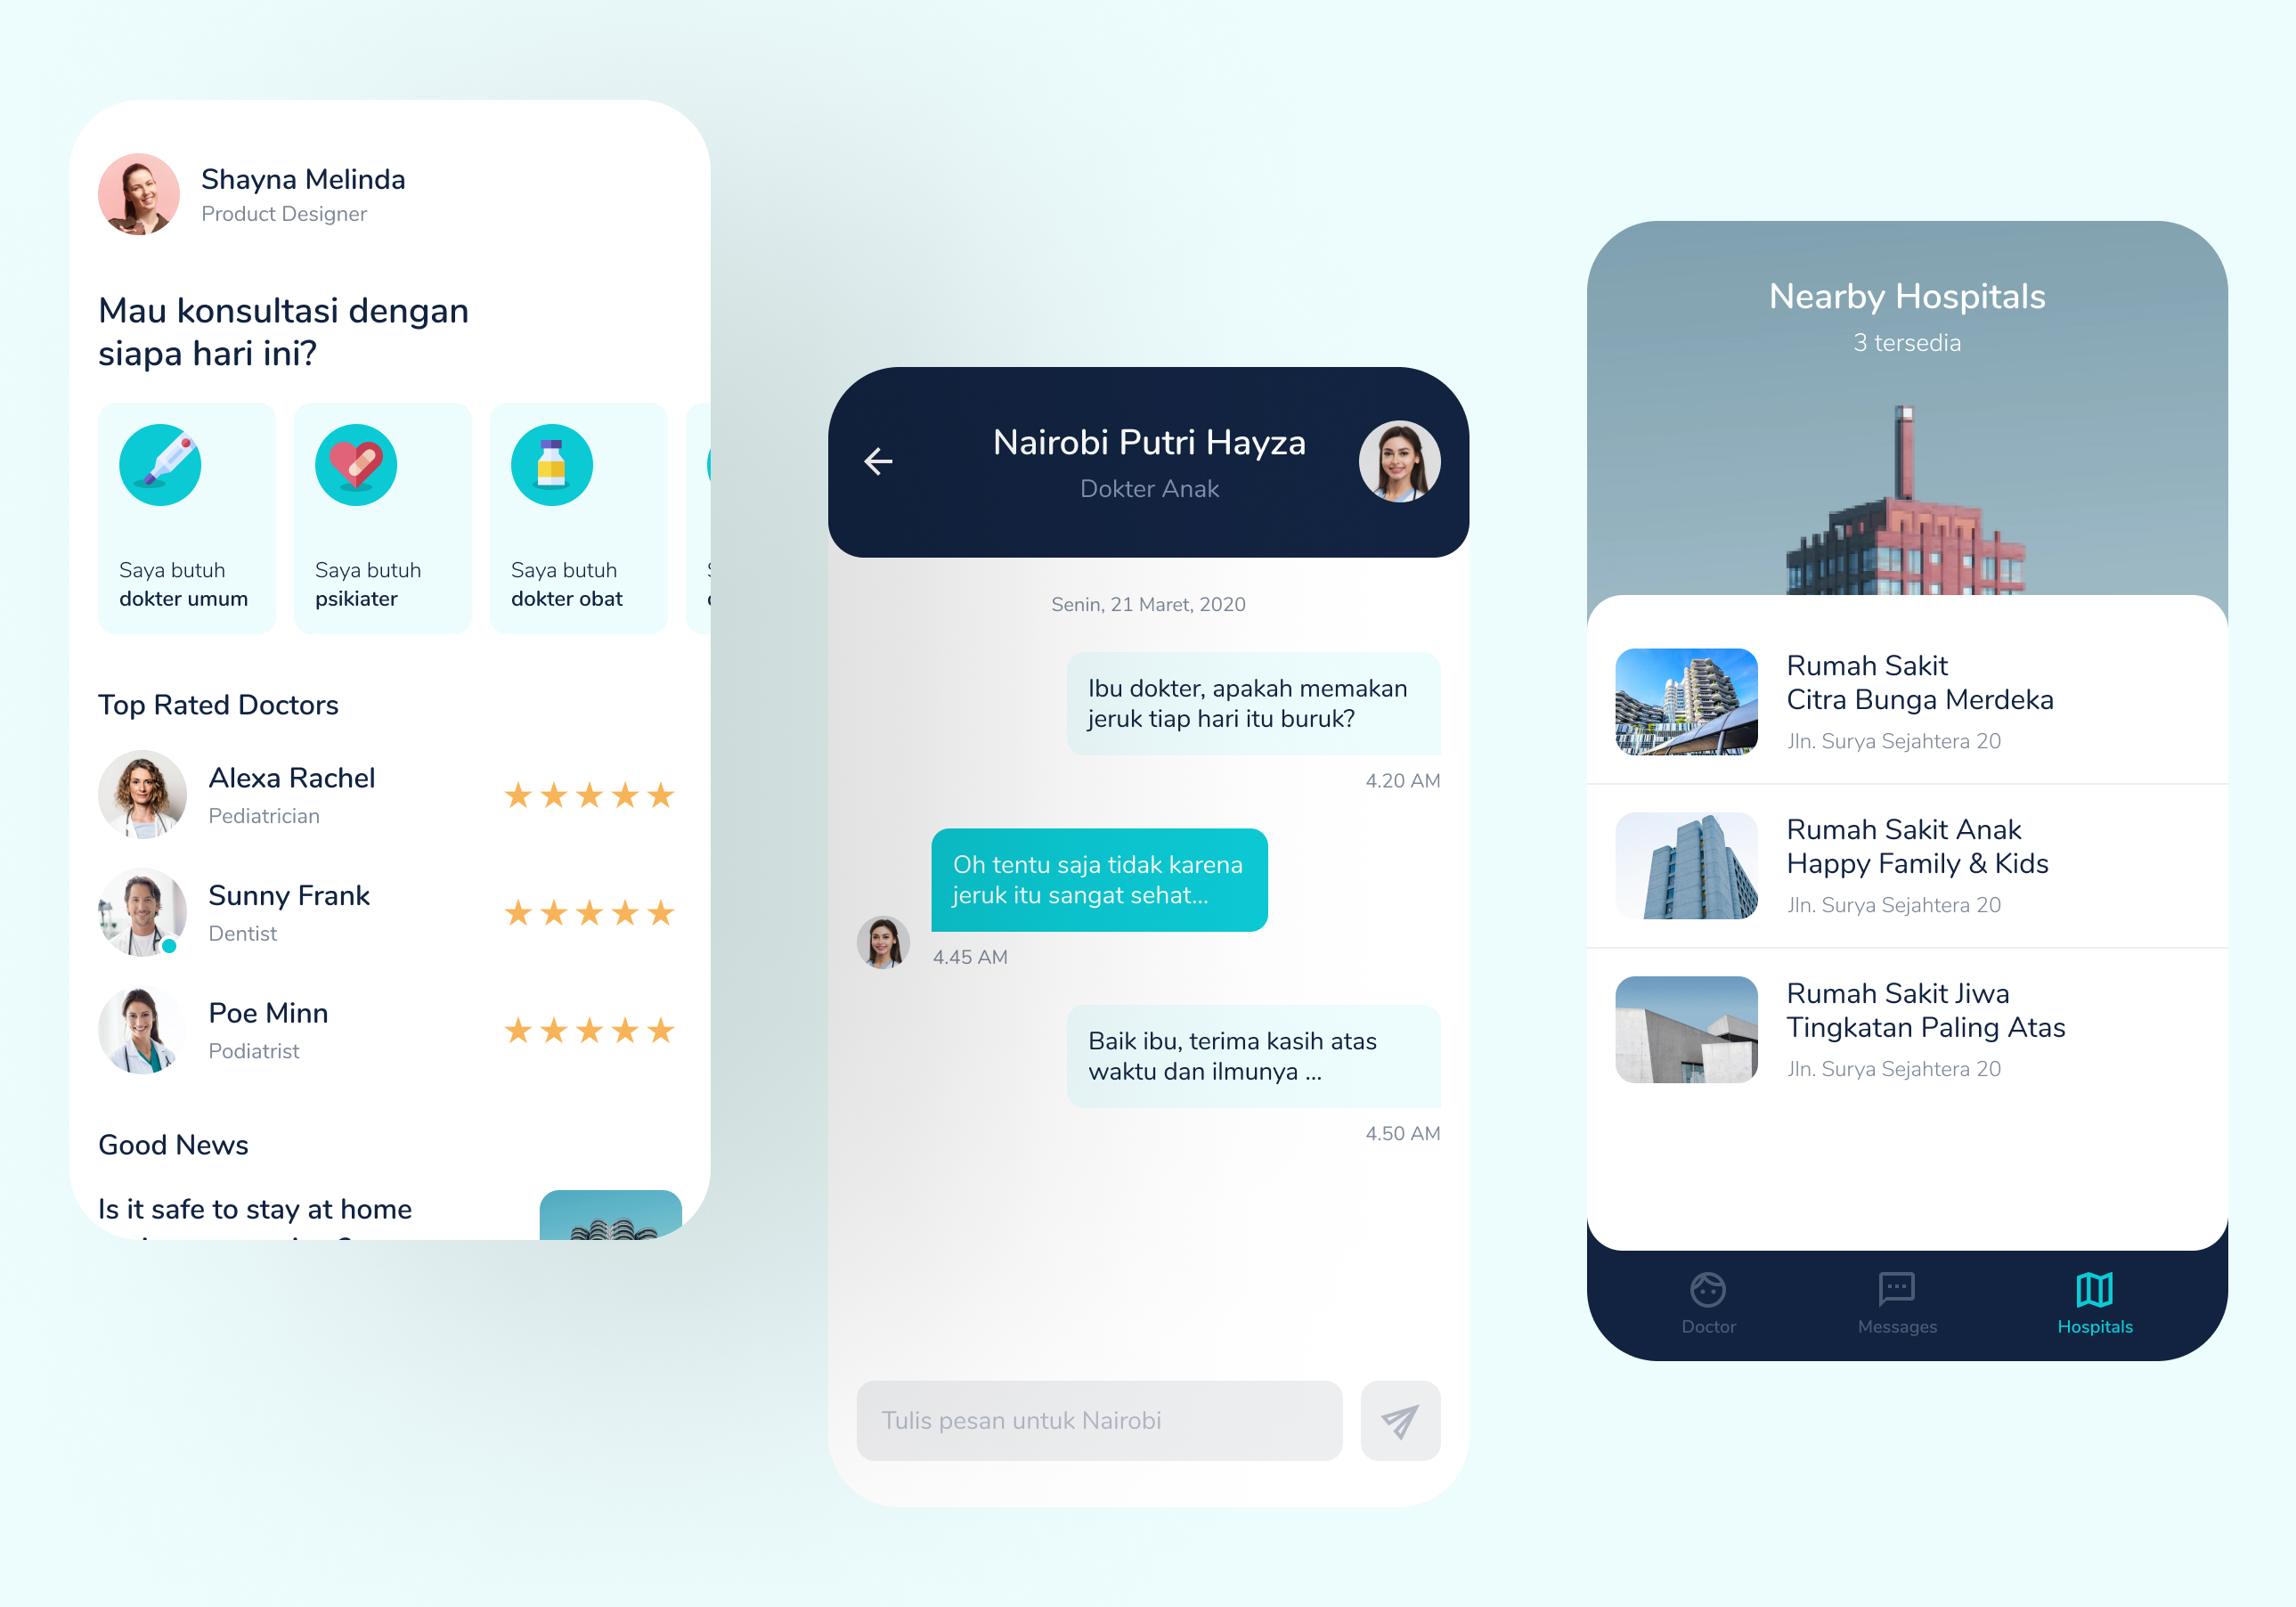 Shayna Melinda
Product Designer
Mau konsultasi dengan
siapa hari ini?
Saya butuh
dokter umum
Saya butuh
psikiater
Saya butuh
dokter obat
Top Rated Doctors
Alexa Rachel
Pediatrician
Sunny Frank
Dentist
Poe Minn
Podiatrist
Good News
Is it safe to stay at home
Nairobi Putri Hayza
Dokter Anak
Senin, 21 Maret, 2020
Ibu dokter, apakah memakan
jeruk tiap hari itu buruk?
4.20 AM
Oh tentu saja tidak karena
jeruk itu sangat sehat...
4.45 AM
Baik ibu, terima kasih atas
waktu dan ilmunya ...
4.50 AM
Tulis pesan untuk Nairobi
Nearby Hospitals
3 tersedia
Rumah Sakit
Citra Bunga Merdeka
Jln. Surya Sejahtera 20
Rumah Sakit Anak
Happy Family & Kids
Jln. Surya Sejahtera 20
Rumah Sakit Jiwa
Tingkatan Paling Atas
Jln. Surya Sejahtera 20
Doctor
Messages
Hospitals